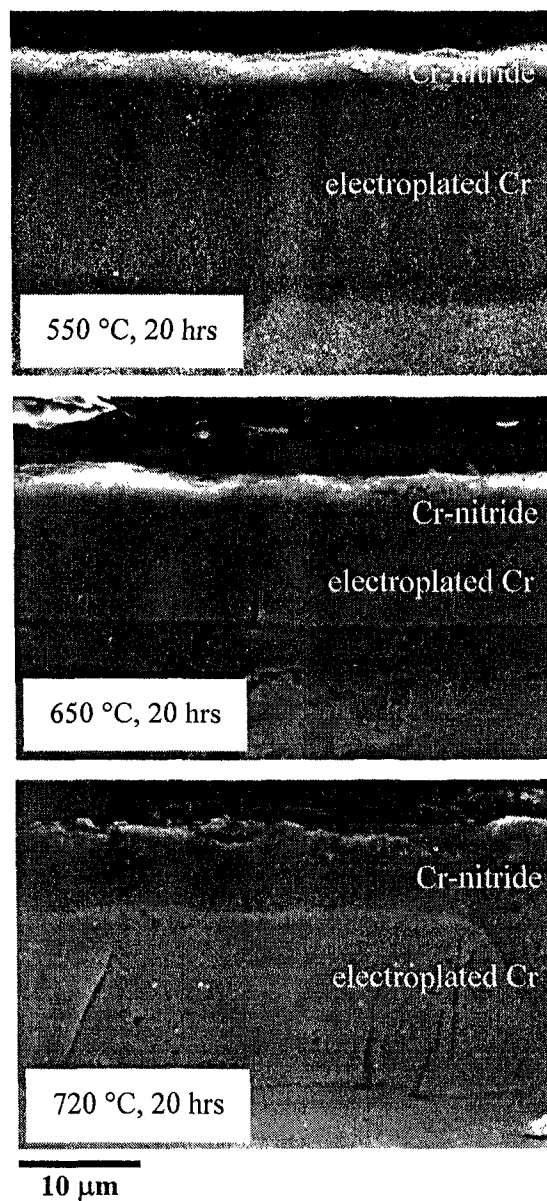 Cr-nitride
electroplated Cr
550 °C, 20 hrs
Cr-nitride
electroplated Cr
650 °C, 20 hrs
Cr-nitride
electroplated Cr
720 °C, 20 hrs
10 µm